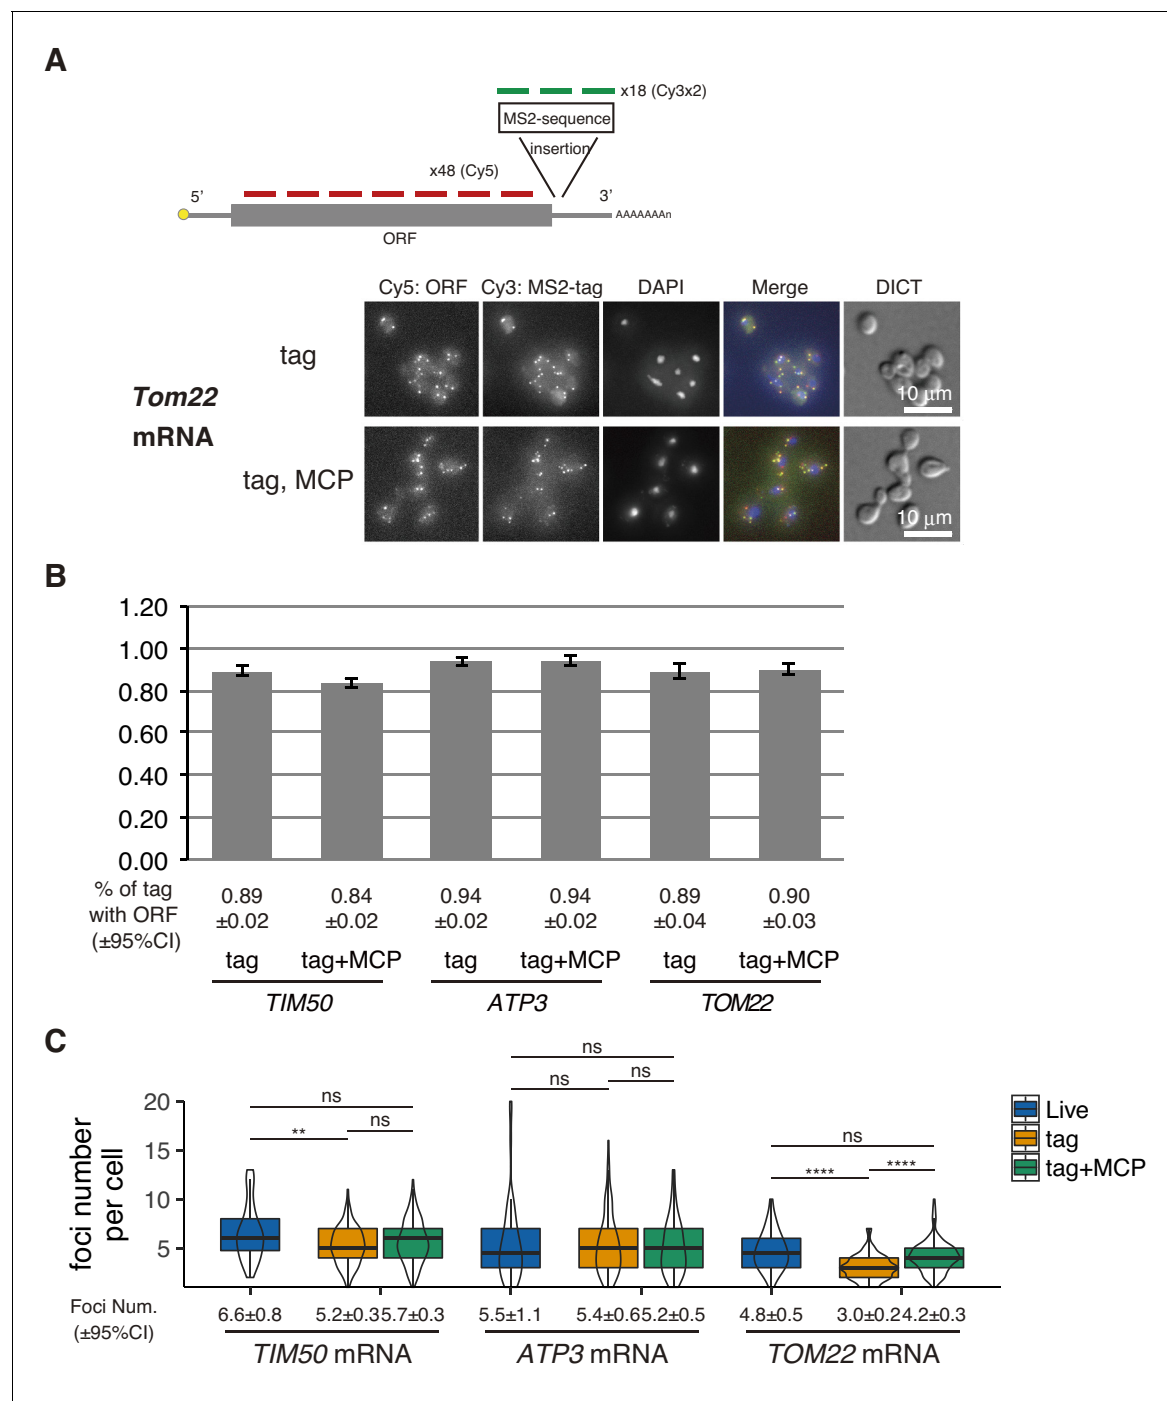 A
x18 (Cy3x2)
MS2-sequence
insertion
x48 (Cy5)
5’
3’
AAAAAAAn
ORF
Cy5: ORF Cy3: MS2-tag DAPI Merge DICT
tag
10 μm
Tom22
mRNA
tag, MCP
10 μm
B
1.20
1.00
0.80
0.60
0.40
0.20
0.00
% of tag
with ORF
(±95%CI)
0.89 0.84 0.94 0.94 0.89 0.90
±0.02 ±0.02 ±0.02 ±0.02 ±0.04 ±0.03
tag tag+MCP tag tag+MCP tag tag+MCP
TIM50 ATP3 TOM22
C
foci number
per cell
20
15
10
5
ns
** ns
ns
ns ns
ns
**** ****
Live
tag
tag+MCP
Foci Num.
(±95%CI)
6.6±0.8 5.2±0.3 5.7±0.3 5.5±1.1 5.4±0.6 5.2±0.5 4.8±0.5 3.0±0.2 4.2±0.3
TIM50 mRNA ATP3 mRNA TOM22 mRNA